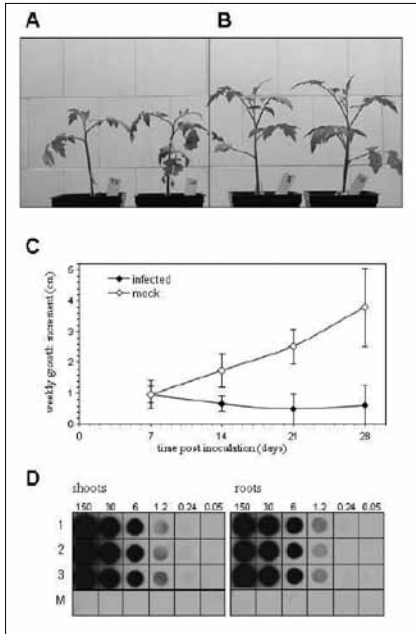 A B
C
weekly growth increment (cm)
5
4
3
2
1
0
infected
mock
0 7 14 21 28
time post inoculation (days)
D
shoots roots
150 30 6 1.2 0.24 0.05 150 30 6 1.2 0.24 0.05
1
2
3
M